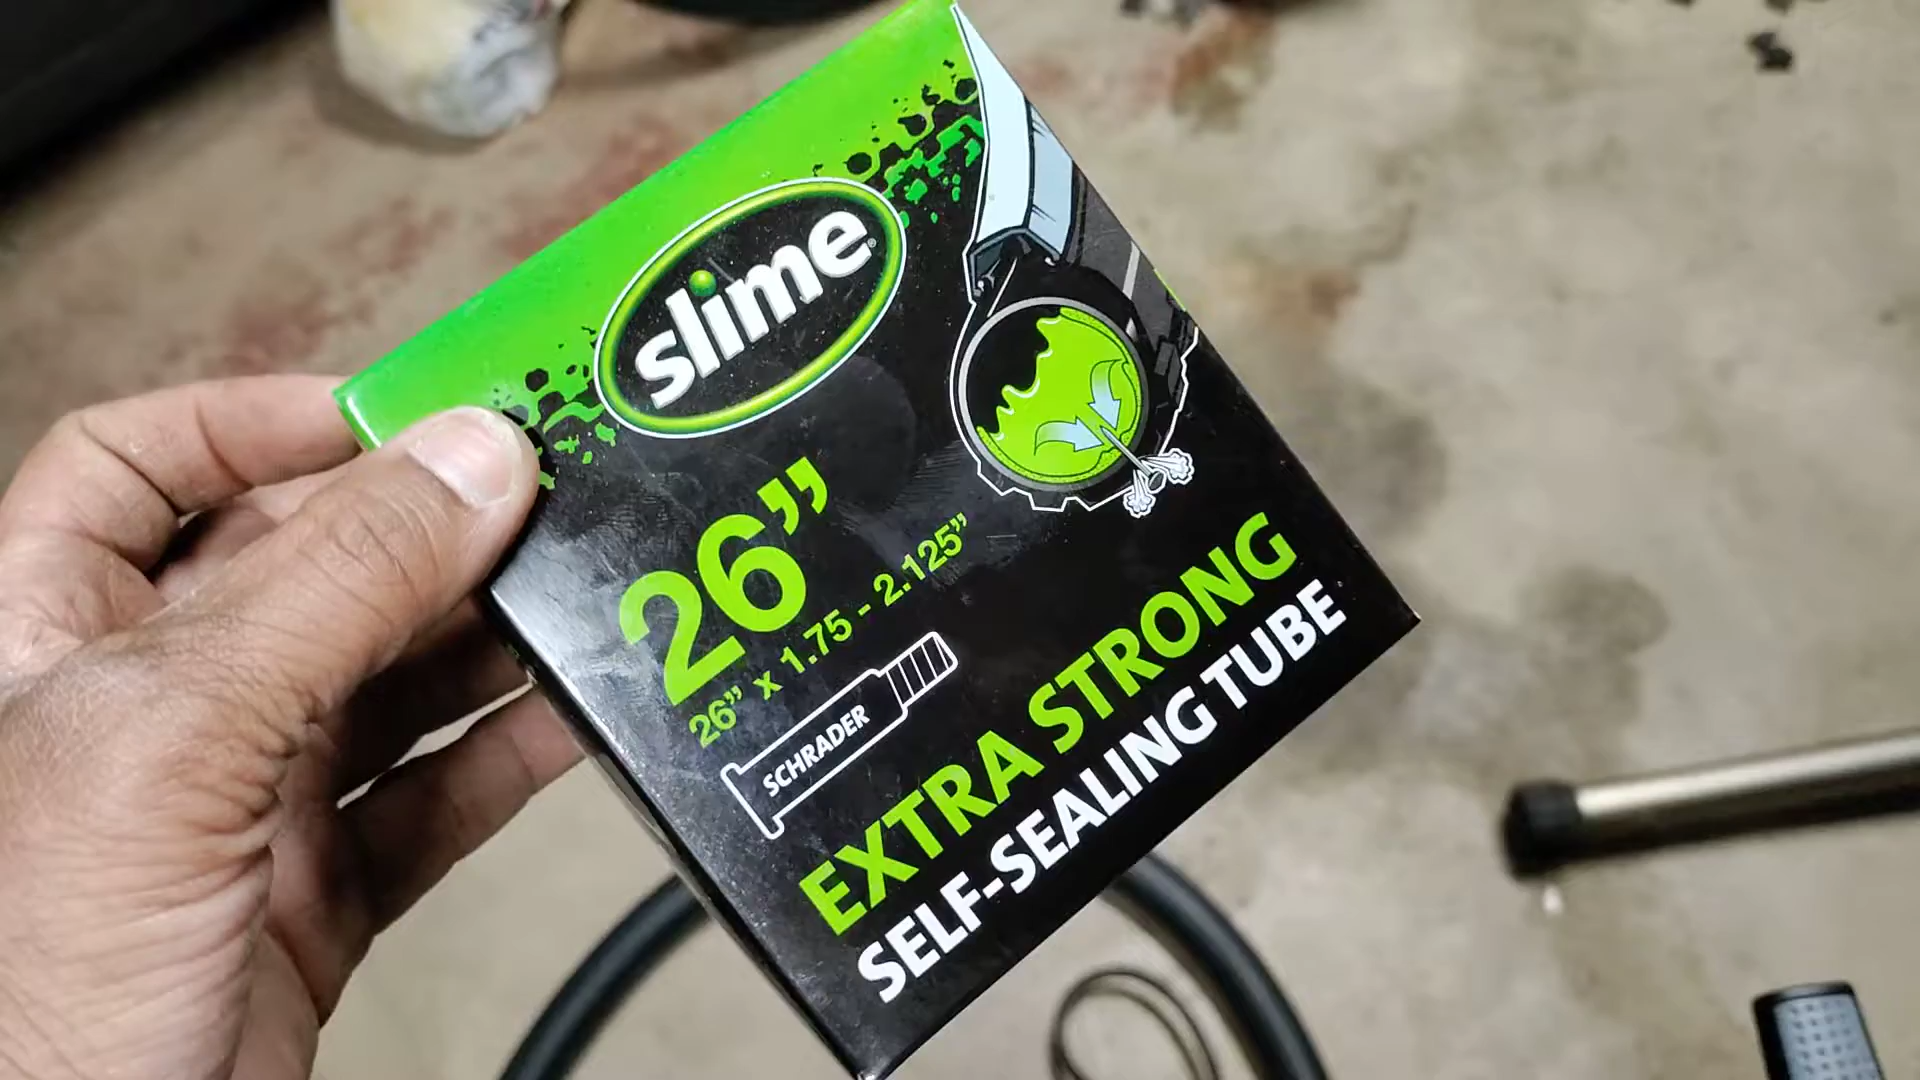 slime®
26”
26” x 1.75 - 2.125”
SCHRADER
EXTRA STRONG
SELF-SEALING TUBE